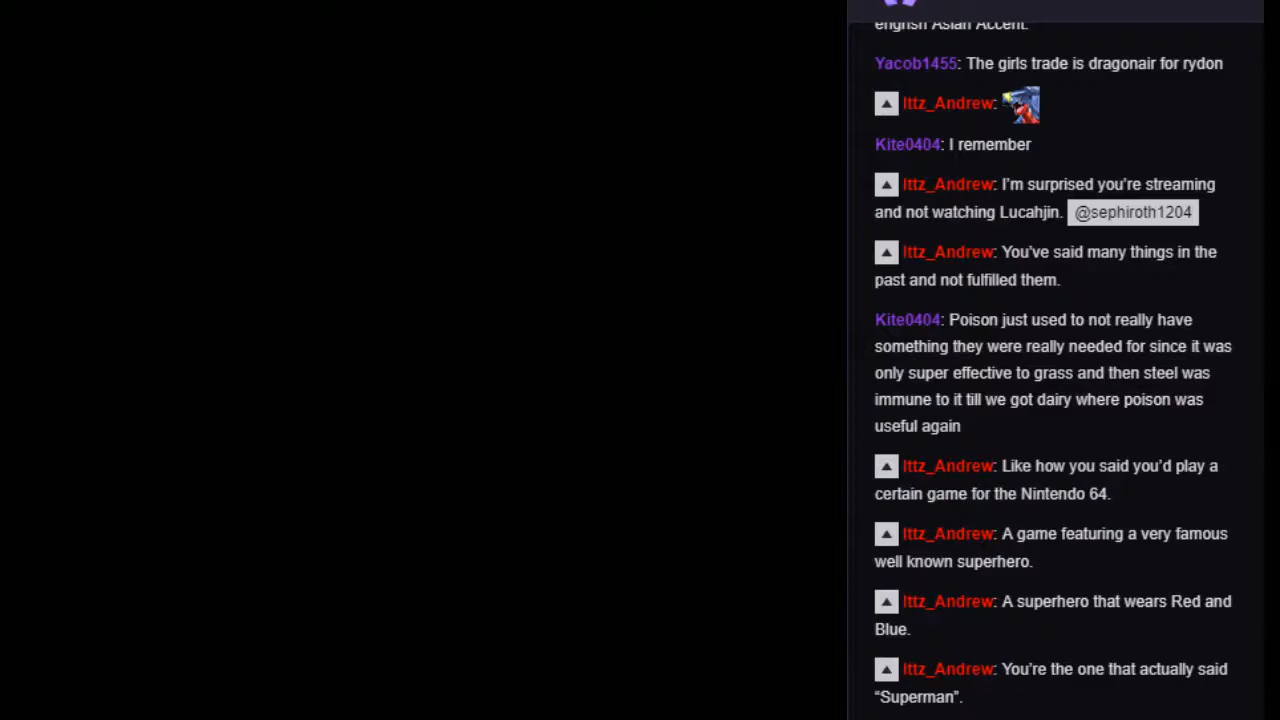 engrish Asian Accent.
Yacob1455: The girls trade is dragonair for rydon
Ittz_Andrew:
Kite0404: I remember
Ittz_Andrew: I'm surprised you're streaming
and not watching Lucahjin. @sephiroth1204
Ittz_Andrew: You've said many things in the
past and not fulfilled them.
Kite0404: Poison just used to not really have
something they were really needed for since it was
only super effective to grass and then steel was
immune to it till we got dairy where poison was
useful again
Ittz_Andrew: Like how you said you'd play a
certain game for the Nintendo 64.
Ittz_Andrew: A game featuring a very famous
well known superhero.
Ittz_Andrew: A superhero that wears Red and
Blue.
Ittz_Andrew: You're the one that actually said
“Superman”.